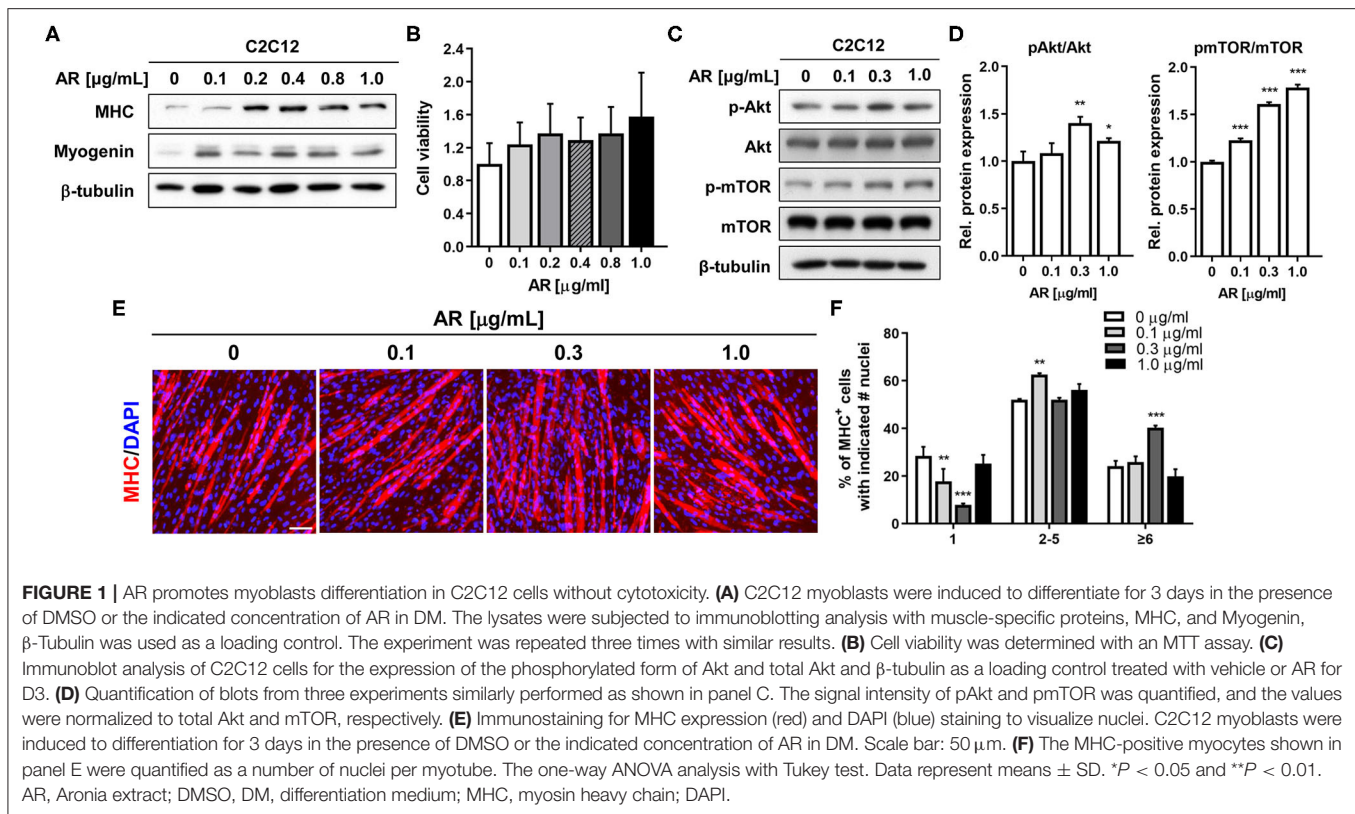 A
C2C12
AR [µg/mL] 0 0.1 0.2 0.4 0.8 1.0
MHC
Myogenin
β-tubulin
B
Cell viability
2.4
2.0
1.6
1.2
0.8
0.4
0.0
0 0.1 0.2 0.4 0.8 1.0
AR [µg/ml]
C
C2C12
AR [µg/mL]
0 0.1 0.3 1.0
p-Akt
Akt
p-mTOR
mTOR
β-tubulin
D
pAkt/Akt
Rel. protein expression
2.0
1.5
1.0
0.5
** *
0 0.1 0.3 1.0
AR [µg/ml]
pmTOR/mTOR
Rel. protein expression
2.0
1.5
1.0
0.5
*** *** ***
0 0.1 0.3 1.0
AR [µg/ml]
E
AR [µg/mL]
0 0.1 0.3 1.0
MHC/DAPI
F
0 µg/ml
0.1 µg/ml
0.3 µg/ml
1.0 µg/ml
% of MHC⁺ cells
with indicated # nuclei
80
60
40
20
0
** *** ** ***
1 2-5 ≥6
FIGURE 1 | AR promotes myoblasts differentiation in C2C12 cells without cytotoxicity. (A) C2C12 myoblasts were induced to differentiate for 3 days in the presence
of DMSO or the indicated concentration of AR in DM. The lysates were subjected to immunoblotting analysis with muscle-specific proteins, MHC, and Myogenin,
β-Tubulin was used as a loading control. The experiment was repeated three times with similar results. (B) Cell viability was determined with an MTT assay. (C)
Immunoblot analysis of C2C12 cells for the expression of the phosphorylated form of Akt and total Akt and β-tubulin as a loading control treated with vehicle or AR for
D3. (D) Quantification of blots from three experiments similarly performed as shown in panel C. The signal intensity of pAkt and pmTOR was quantified, and the values
were normalized to total Akt and mTOR, respectively. (E) Immunostaining for MHC expression (red) and DAPI (blue) staining to visualize nuclei. C2C12 myoblasts were
induced to differentiation for 3 days in the presence of DMSO or the indicated concentration of AR in DM. Scale bar: 50 µm. (F) The MHC-positive myocytes shown in
panel E were quantified as a number of nuclei per myotube. The one-way ANOVA analysis with Tukey test. Data represent means ± SD. *P < 0.05 and **P < 0.01.
AR, Aronia extract; DMSO, DM, differentiation medium; MHC, myosin heavy chain; DAPI.